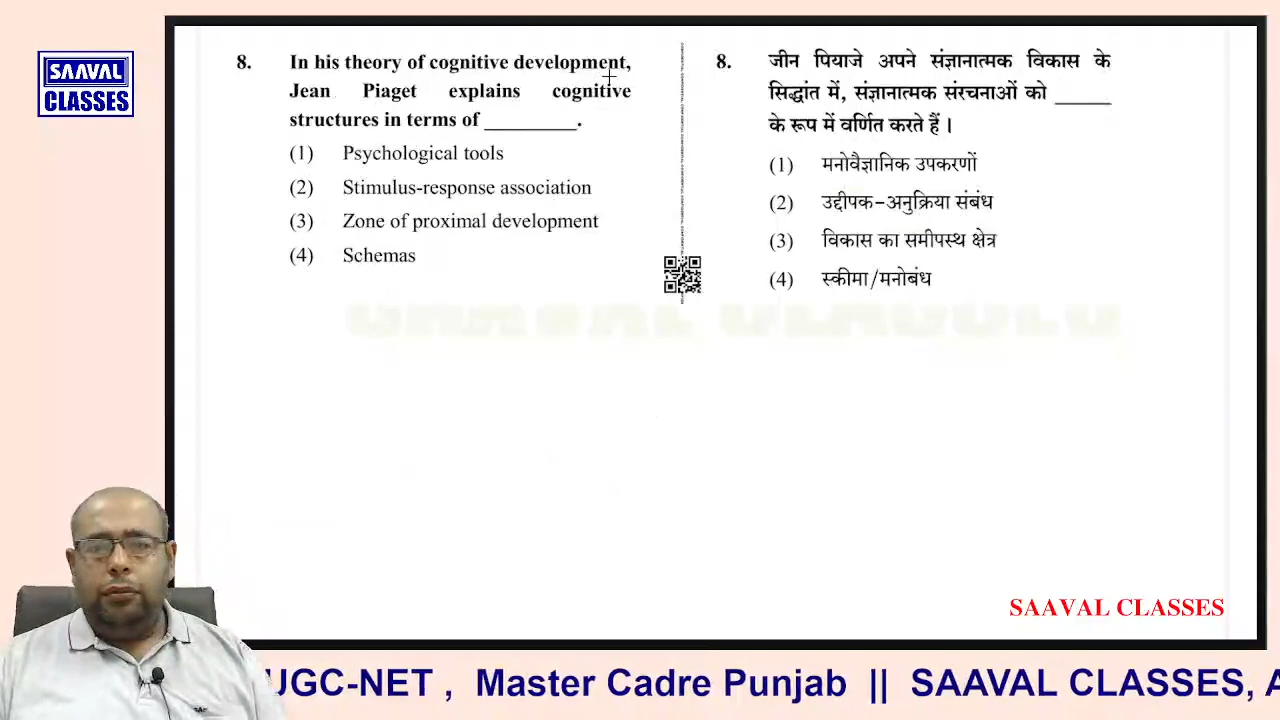 SAAVAL
CLASSES
8. In his theory of cognitive development,
Jean Piaget explains cognitive
structures in terms of _________.
(1) Psychological tools
(2) Stimulus-response association
(3) Zone of proximal development
(4) Schemas
8. जीन पियाजे अपने संज्ञानात्मक विकास के
सिद्धांत में, संज्ञानात्मक संरचनाओं को ______
के रूप में वर्णित करते हैं ।
(1) मनोवैज्ञानिक उपकरणों
(2) उद्दीपक-अनुक्रिया संबंध
(3) विकास का समीपस्थ क्षेत्र
(4) स्कीमा/मनोबंध
SAAVAL CLASSES
UGC-NET , Master Cadre Punjab || SAAVAL CLASSES, A